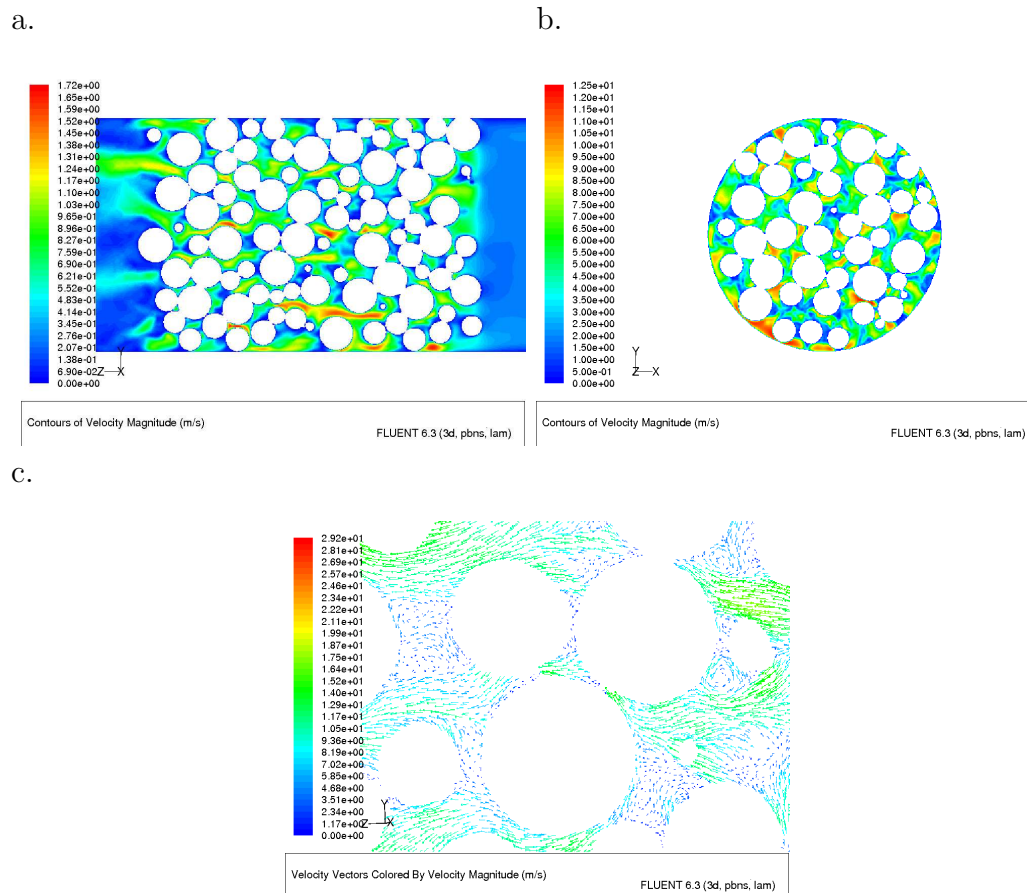 a.
1.72e+00
1.65e+00
1.59e+00
1.52e+00
1.45e+00
1.38e+00
1.31e+00
1.24e+00
1.17e+00
1.10e+00
1.03e+00
9.65e-01
8.96e-01
8.27e-01
7.58e-01
6.89e-01
6.20e-01
5.52e-01
4.83e-01
4.14e-01
3.45e-01
2.76e-01
2.07e-01
1.38e-01
6.90e-02
0.00e+00
Y
Z X
Contours of Velocity Magnitude (m/s)
FLUENT 6.3 (3d, pbns, lam)
b.
1.25e+01
1.20e+01
1.15e+01
1.10e+01
1.05e+01
1.00e+01
9.50e+00
9.00e+00
8.50e+00
8.00e+00
7.50e+00
7.00e+00
6.50e+00
6.00e+00
5.50e+00
5.00e+00
4.50e+00
4.00e+00
3.50e+00
3.00e+00
2.50e+00
2.00e+00
1.50e+00
1.00e+00
5.00e-01
0.00e+00
Y
Z X
Contours of Velocity Magnitude (m/s)
FLUENT 6.3 (3d, pbns, lam)
c.
2.92e+01
2.81e+01
2.69e+01
2.57e+01
2.46e+01
2.34e+01
2.22e+01
2.11e+01
1.99e+01
1.87e+01
1.75e+01
1.64e+01
1.52e+01
1.40e+01
1.29e+01
1.17e+01
1.05e+01
9.36e+00
8.19e+00
7.02e+00
5.85e+00
4.68e+00
3.51e+00
2.34e+00
1.17e+00
0.00e+00
Y
Z X
Velocity Vectors Colored By Velocity Magnitude (m/s)
FLUENT 6.3 (3d, pbns, lam)